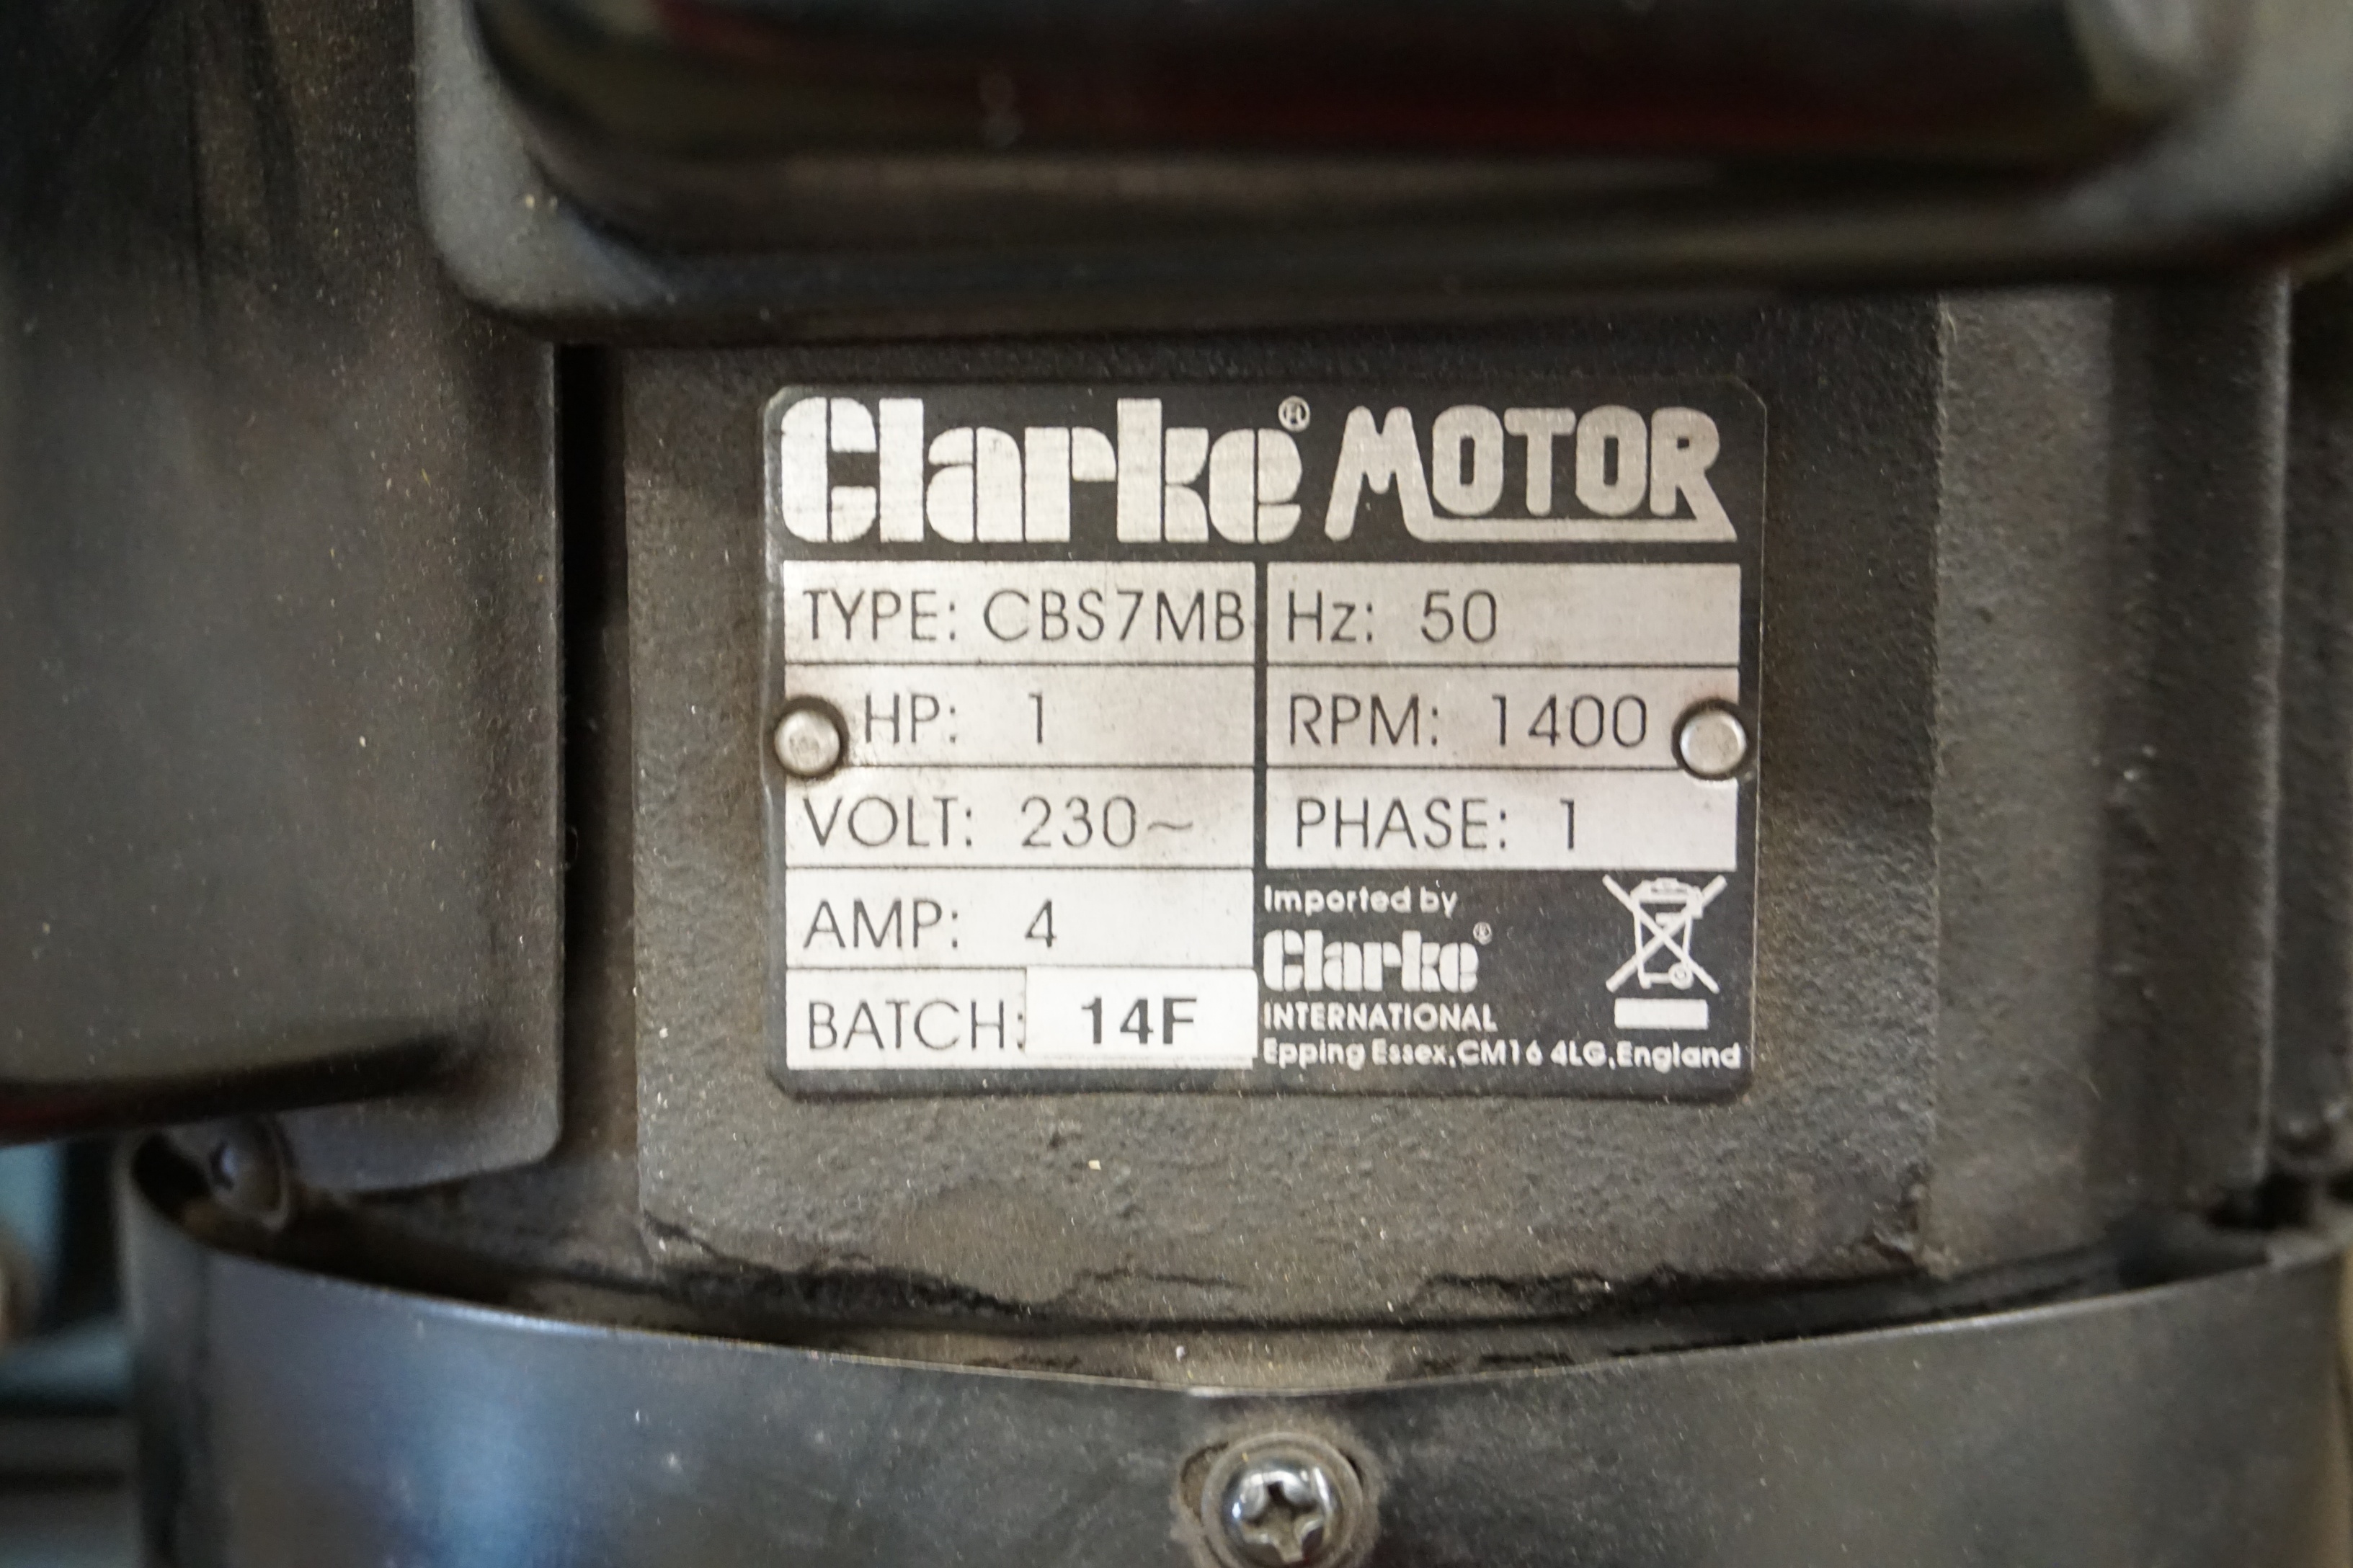 Clarke® MOTOR
TYPE: CBS7MB Hz: 50
HP: 1 RPM: 1400
VOLT: 230~ PHASE: 1
AMP: 4
BATCH: 14F
Imported by
Clarke®
INTERNATIONAL
Epping Essex,CM16 4LG,England